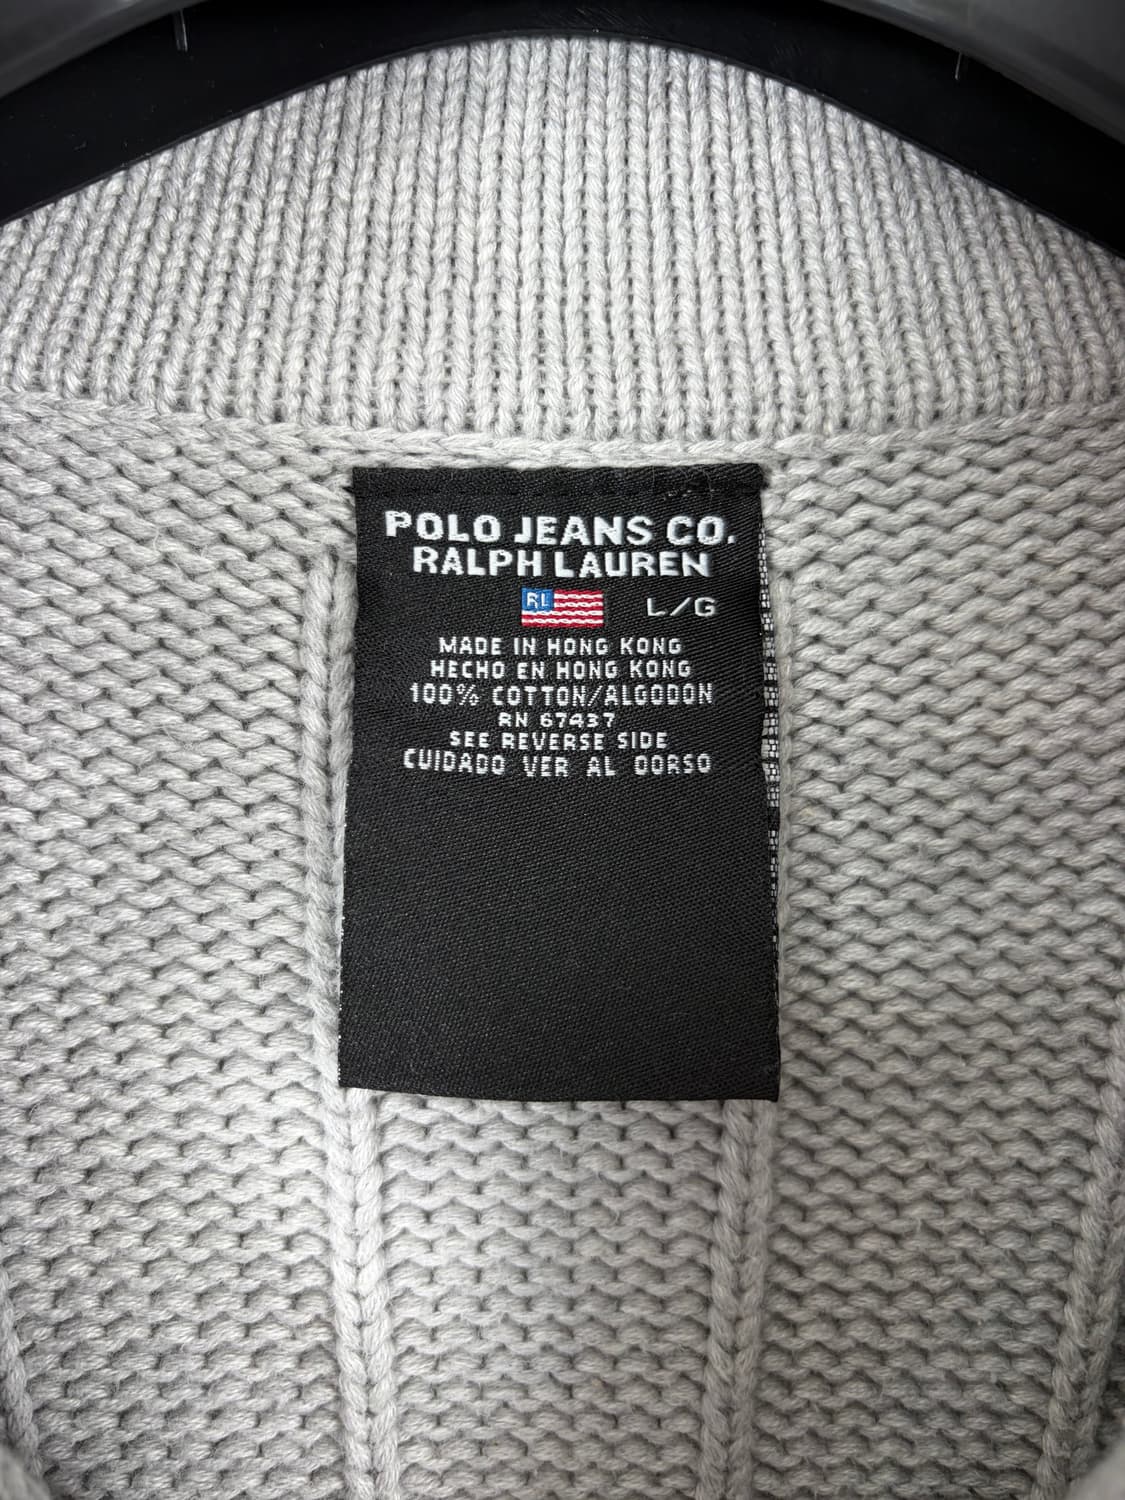 POLO JEANS CO.
RALPH LAUREN
RL L/G
MADE IN HONG KONG
HECHO EN HONG KONG
100% COTTON/ALGODON
RN 67437
SEE REVERSE SIDE
CUIDADO VER AL DORSO